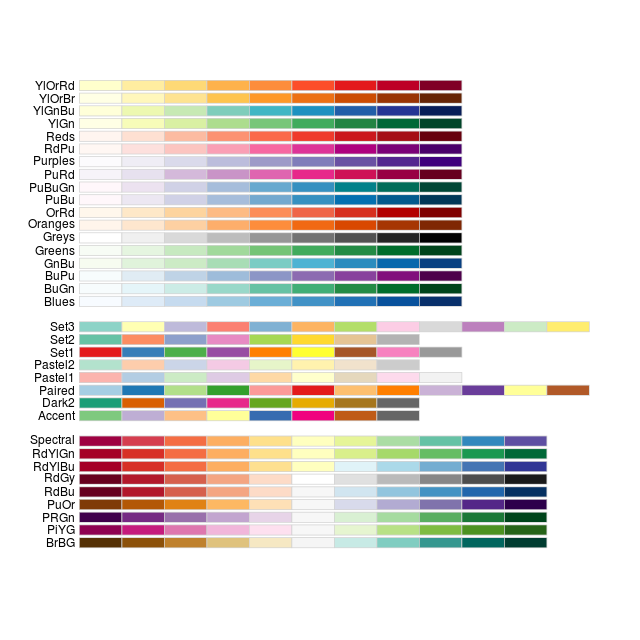 YlOrRd
YlOrBr
YlGnBu
YlGn
Reds
RdPu
Purples
PuRd
PuBuGn
PuBu
OrRd
Oranges
Greys
Greens
GnBu
BuPu
BuGn
Blues
Set3
Set2
Set1
Pastel2
Pastel1
Paired
Dark2
Accent
Spectral
RdYlGn
RdYlBu
RdGy
RdBu
PuOr
PRGn
PiYG
BrBG